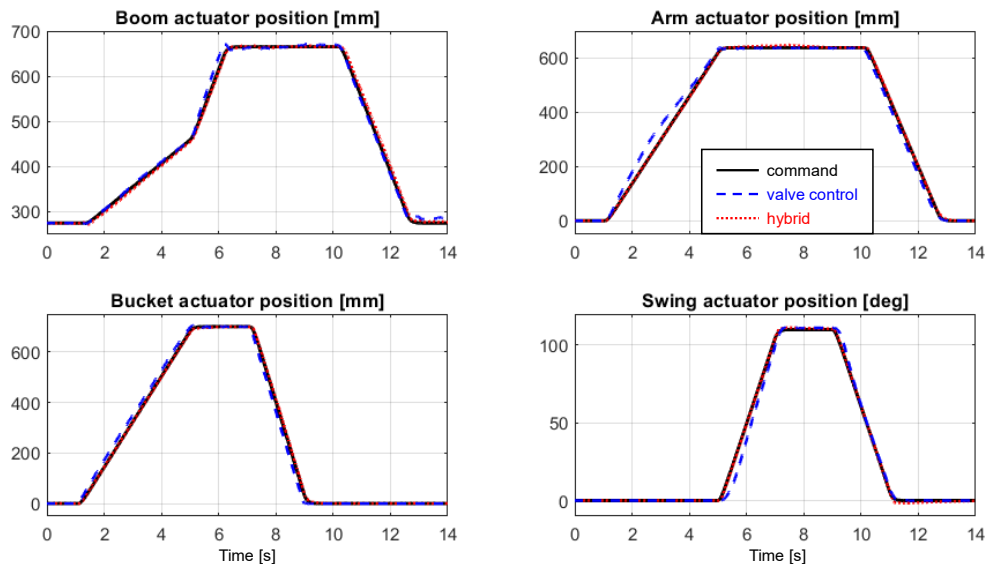 Boom actuator position [mm]
700
600
500
400
300
0 2 4 6 8 10 12 14
Arm actuator position [mm]
600
400
200
0
0 2 4 6 8 10 12 14
command
valve control
hybrid
Bucket actuator position [mm]
600
400
200
0
0 2 4 6 8 10 12 14
Time [s]
Swing actuator position [deg]
100
50
0
0 2 4 6 8 10 12 14
Time [s]